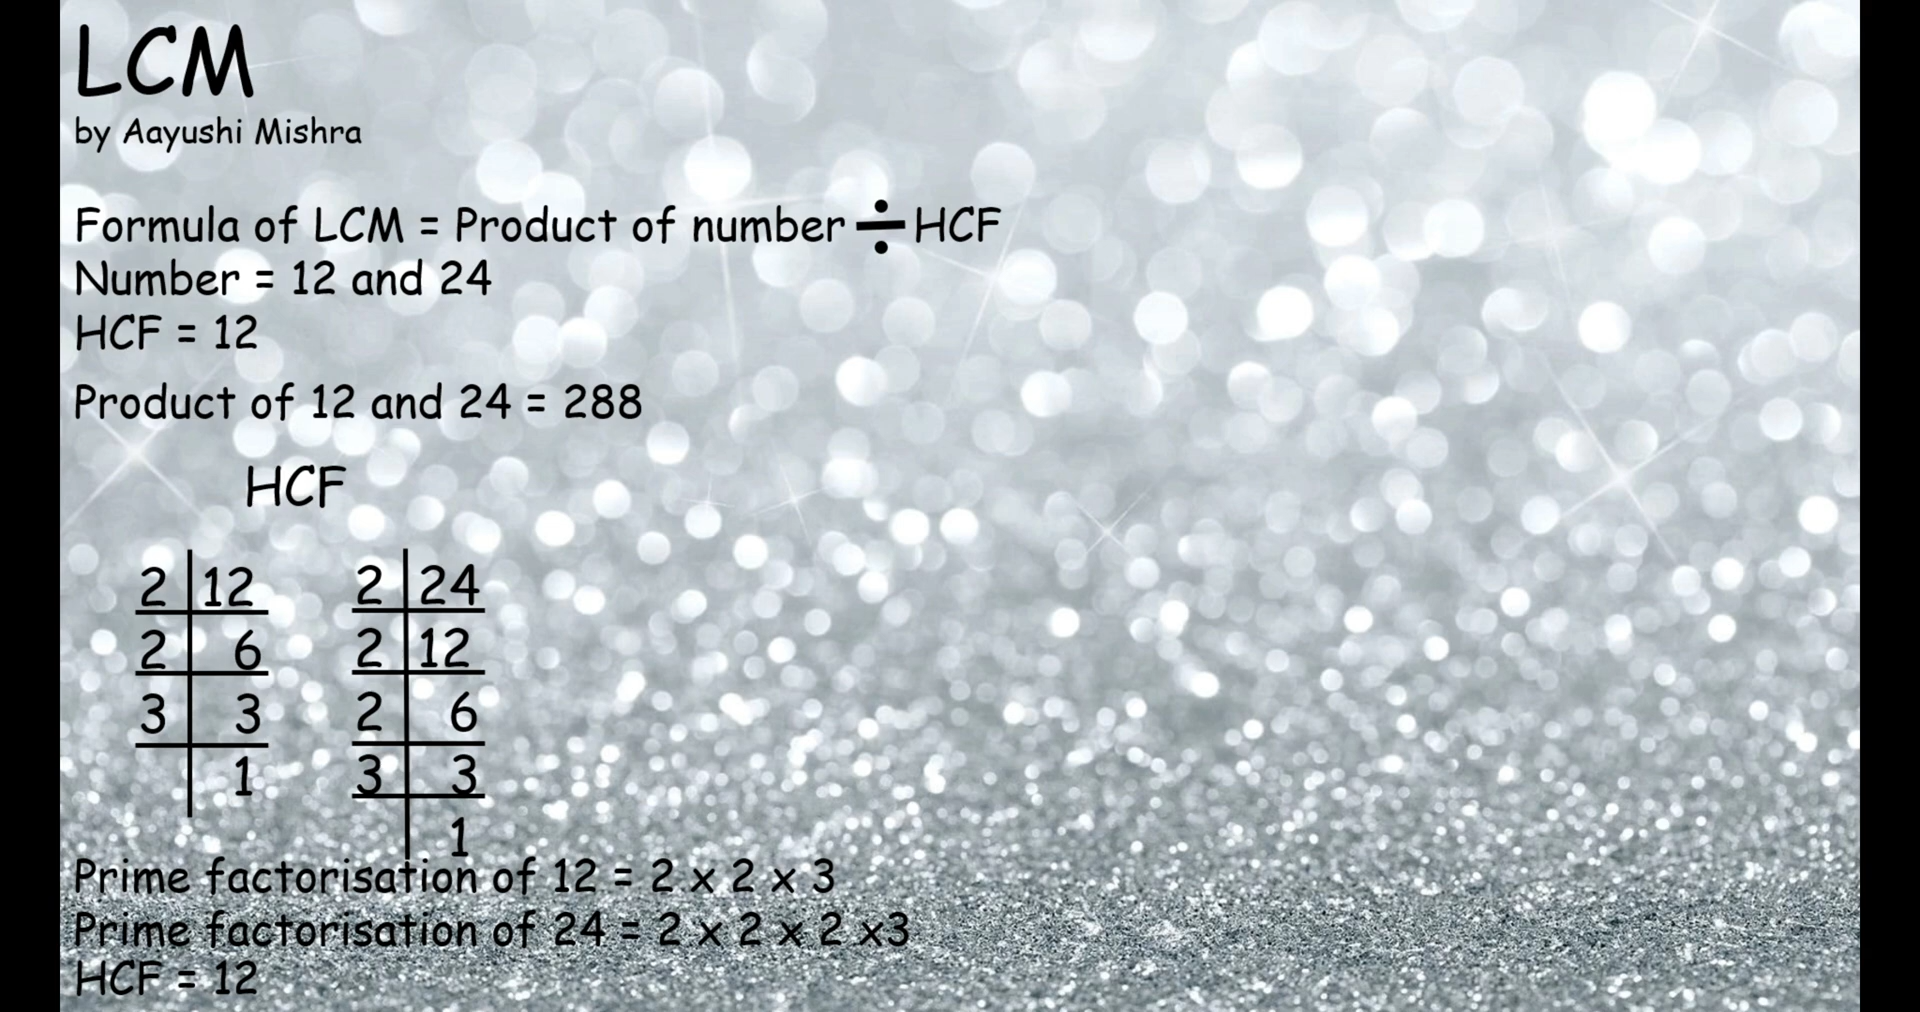 LCM
by Aayushi Mishra
Formula of LCM = Product of number ÷ HCF
Number = 12 and 24
HCF = 12
Product of 12 and 24 = 288
HCF
2 12 2 24
2 6 2 12
3 3 2 6
1 3 3
1
Prime factorisation of 12 = 2 x 2 x 3
Prime factorisation of 24 = 2 x 2 x 2 x3
HCF = 12